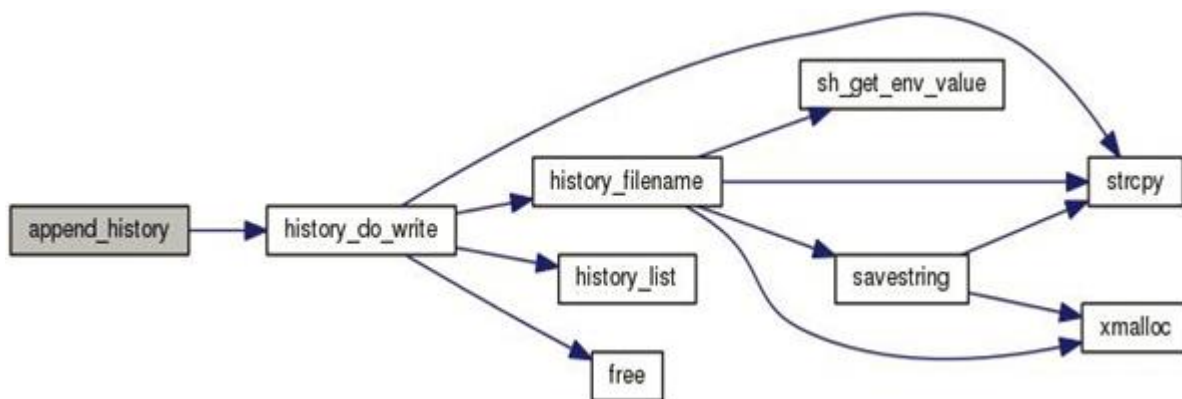 append_history
history_do_write
history_filename
history_list
free
sh_get_env_value
savestring
strcpy
xmalloc